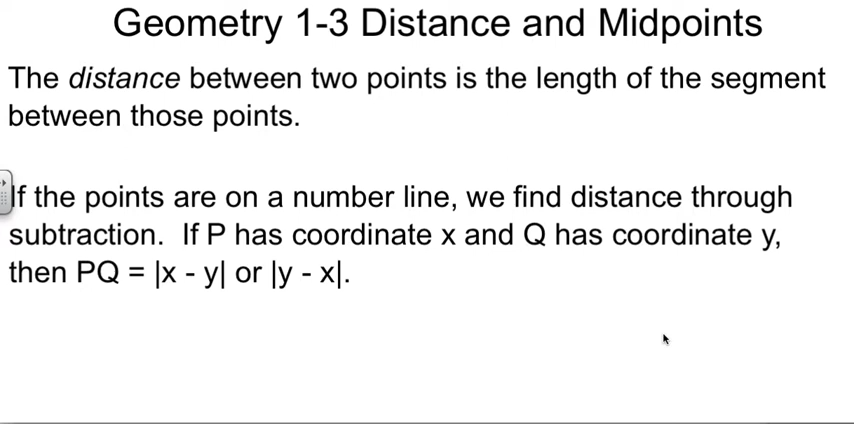 Geometry 1-3 Distance and Midpoints
The distance between two points is the length of the segment
between those points.
If the points are on a number line, we find distance through
subtraction.  If P has coordinate x and Q has coordinate y,
then PQ = |x - y| or |y - x|.